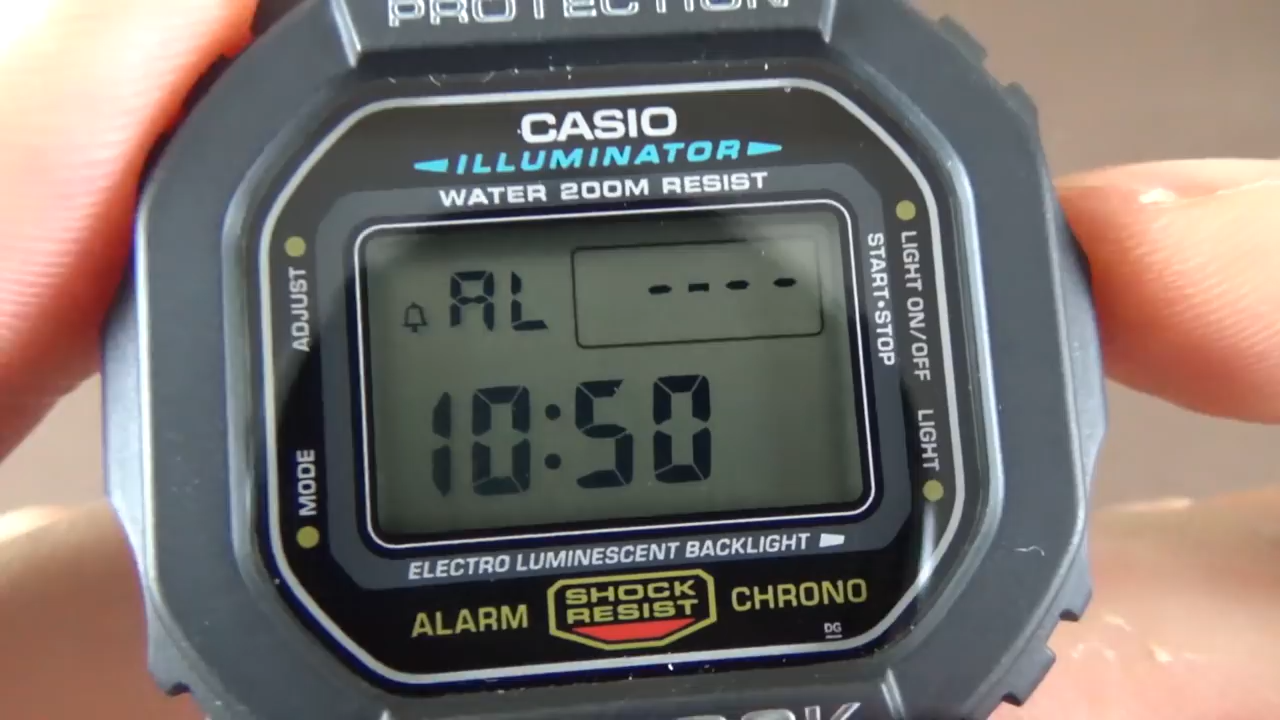 PROTECTION
CASIO
ILLUMINATOR
WATER 200M RESIST
ADJUST
MODE
AL ----
10:50
START•STOP
LIGHT ON/OFF
LIGHT
ELECTRO LUMINESCENT BACKLIGHT
ALARM
SHOCK
RESIST
CHRONO
DG